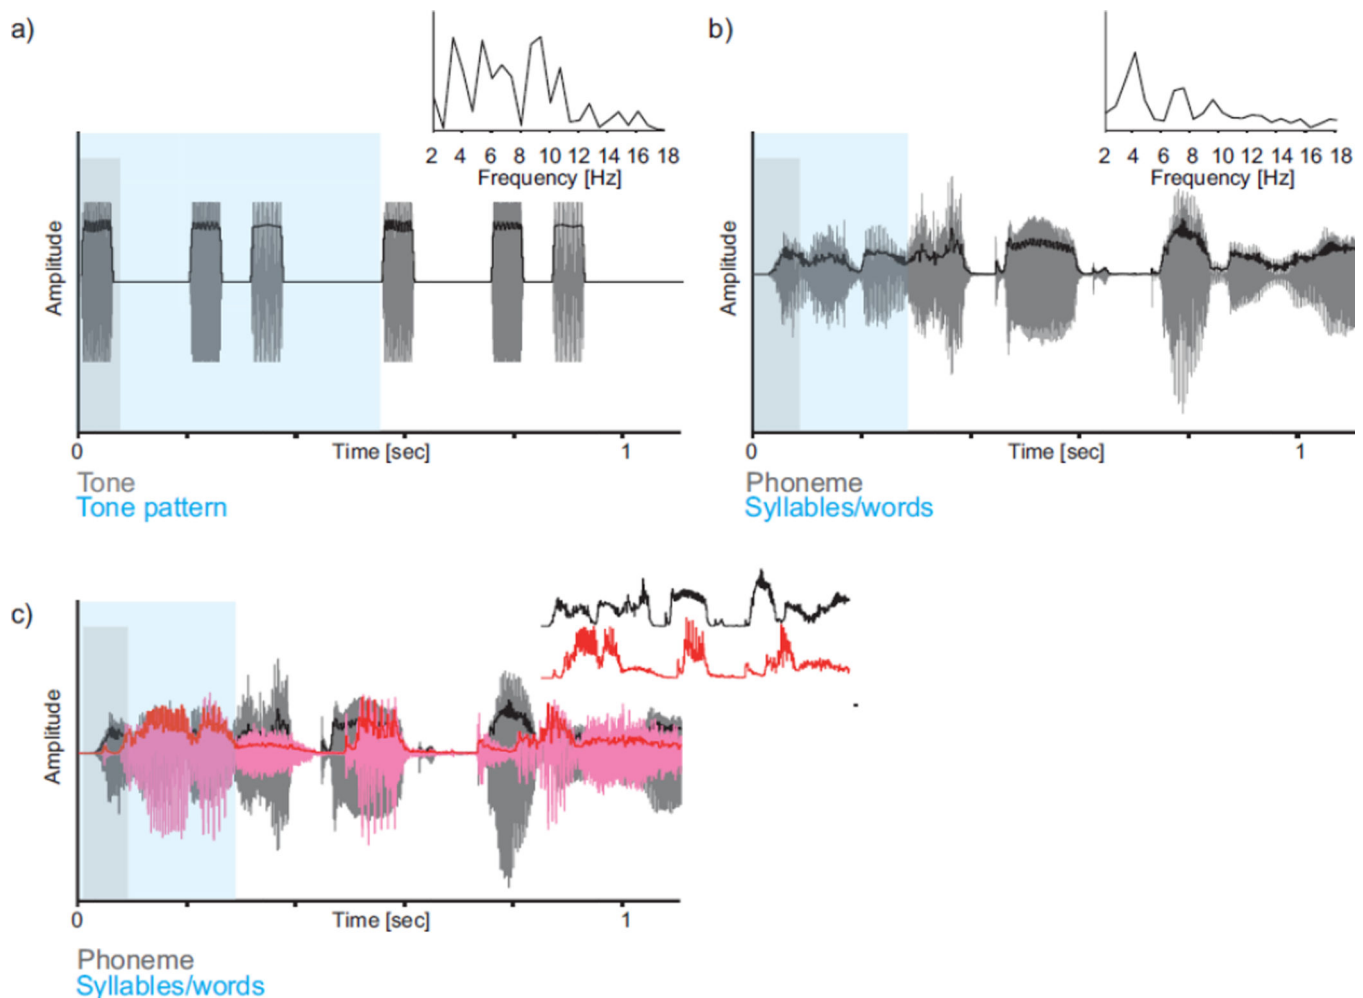 a)
2 4 6 8 10 12 14 16 18
Frequency [Hz]
Amplitude
0 Time [sec] 1
Tone
Tone pattern
b)
2 4 6 8 10 12 14 16 18
Frequency [Hz]
Amplitude
0 Time [sec] 1
Phoneme
Syllables/words
c)
Amplitude
0 Time [sec] 1
Phoneme
Syllables/words